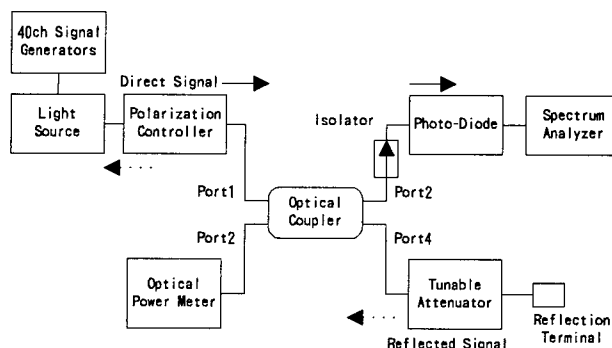 40ch Signal
Generators
Direct Signal
Light
Source
Polarization
Controller
Isolator
Photo-Diode
Spectrum
Analyzer
Port1
Optical
Coupler
Port2
Port2
Port4
Optical
Power Meter
Tunable
Attenuator
Reflected Signal
Reflection
Terminal